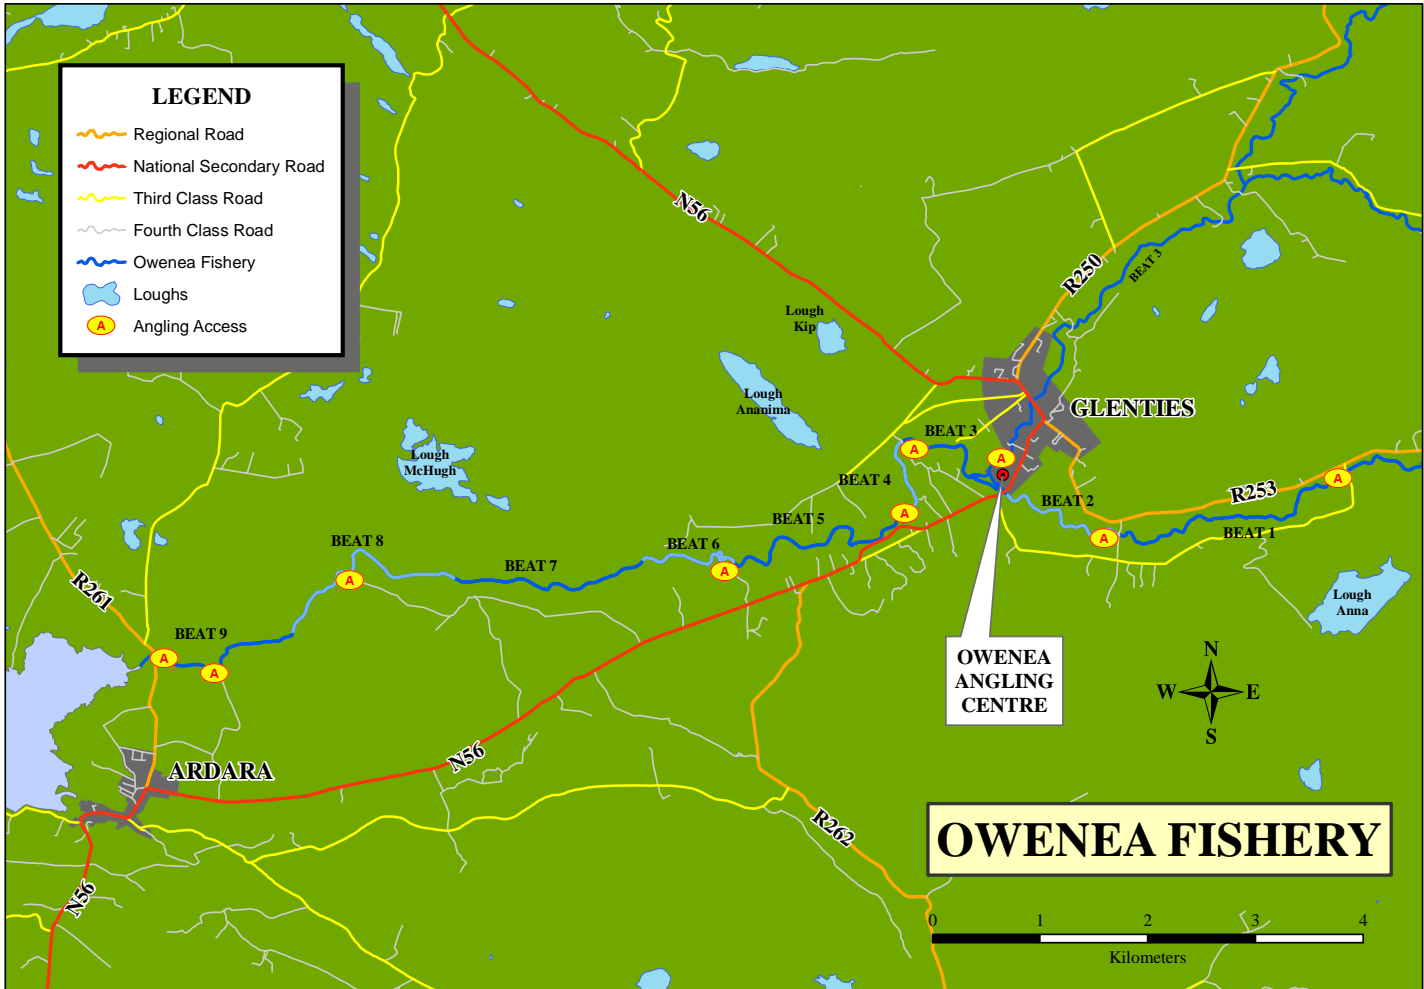 LEGEND
Regional Road
National Secondary Road
Third Class Road
Fourth Class Road
Owenea Fishery
Loughs
A Angling Access
N56
R250
BEAT 3
Lough
Kip
Lough
Ananima
GLENTIES
Lough
McHugh
BEAT 3
A
A
BEAT 4
A
R253
BEAT 2
BEAT 1
A
A
BEAT 5
BEAT 6
A
BEAT 7
BEAT 8
A
R261
BEAT 9
A
A
Lough
Anna
OWENEA
ANGLING
CENTRE
N
W E
S
ARDARA
N56
R262
N56
OWENEA FISHERY
0 1 2 3 4
Kilometers